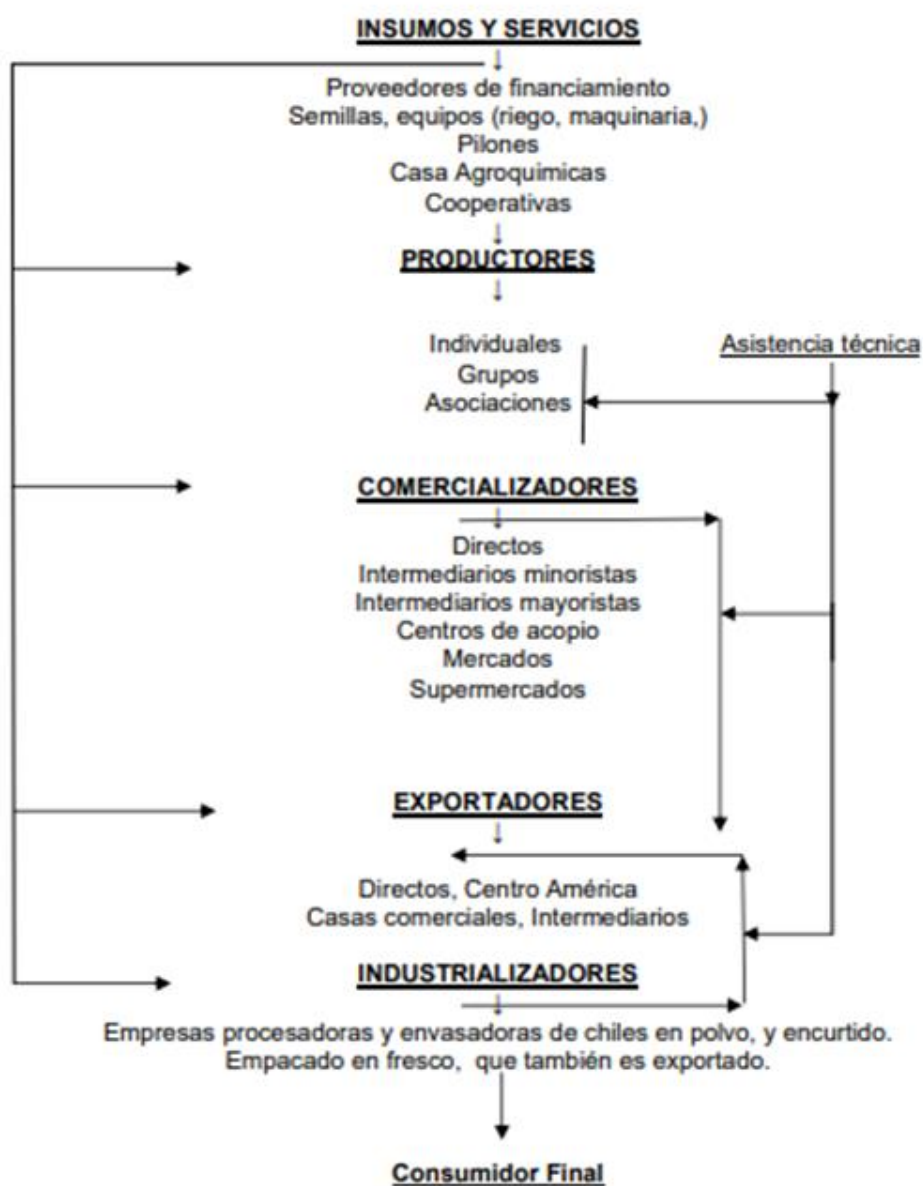 INSUMOS Y SERVICIOS
Proveedores de financiamiento
Semillas, equipos (riego, maquinaria,)
Pilones
Casa Agroquimicas
Cooperativas
PRODUCTORES
Individuales
Grupos
Asociaciones
Asistencia técnica
COMERCIALIZADORES
Directos
Intermediarios minoristas
Intermediarios mayoristas
Centros de acopio
Mercados
Supermercados
EXPORTADORES
Directos, Centro América
Casas comerciales, Intermediarios
INDUSTRIALIZADORES
Empresas procesadoras y envasadoras de chiles en polvo, y encurtido.
Empacado en fresco, que también es exportado.
Consumidor Final